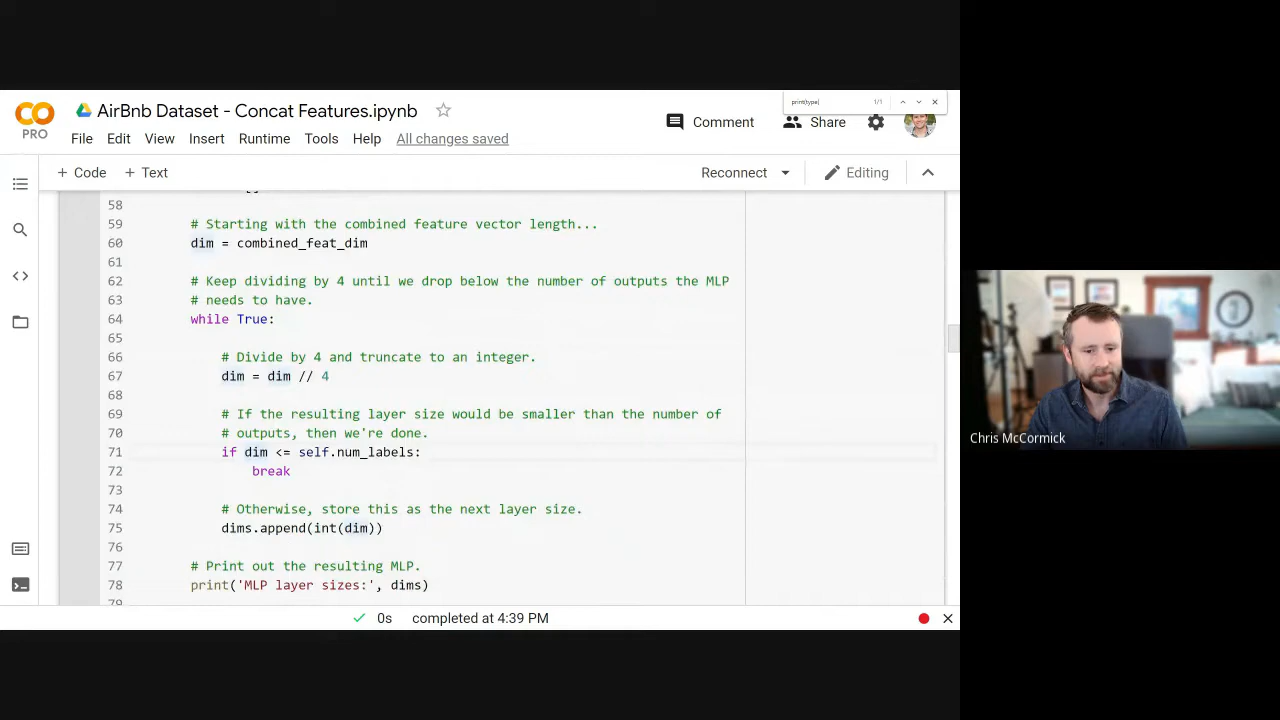 AirBnb Dataset - Concat Features.ipynb
print(type|
1/1
PRO
File Edit View Insert Runtime Tools Help All changes saved
Comment
Share
+ Code + Text
Reconnect
Editing
58
59 # Starting with the combined feature vector length...
60 dim = combined_feat_dim
61
62 # Keep dividing by 4 until we drop below the number of outputs the MLP
63 # needs to have.
64 while True:
65
66 # Divide by 4 and truncate to an integer.
67 dim = dim // 4
68
69 # If the resulting layer size would be smaller than the number of
70 # outputs, then we're done.
71 if dim <= self.num_labels:
72 break
73
74 # Otherwise, store this as the next layer size.
75 dims.append(int(dim))
76
77 # Print out the resulting MLP.
78 print('MLP layer sizes:', dims)
79
0s completed at 4:39 PM
Chris McCormick